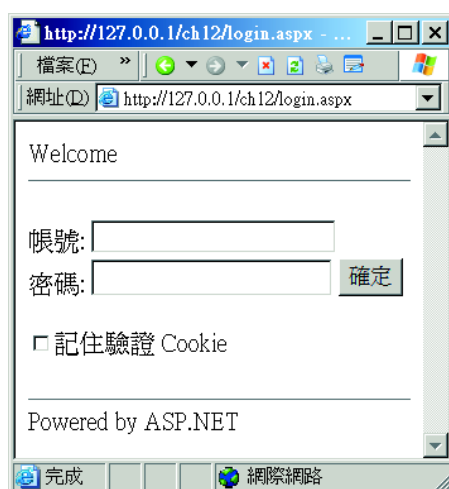 http://127.0.0.1/ch12/login.aspx - ...
檔案(F) »
網址(D) http://127.0.0.1/ch12/login.aspx
Welcome
帳號:
密碼: 確定
記住驗證 Cookie
Powered by ASP.NET
完成 網際網路